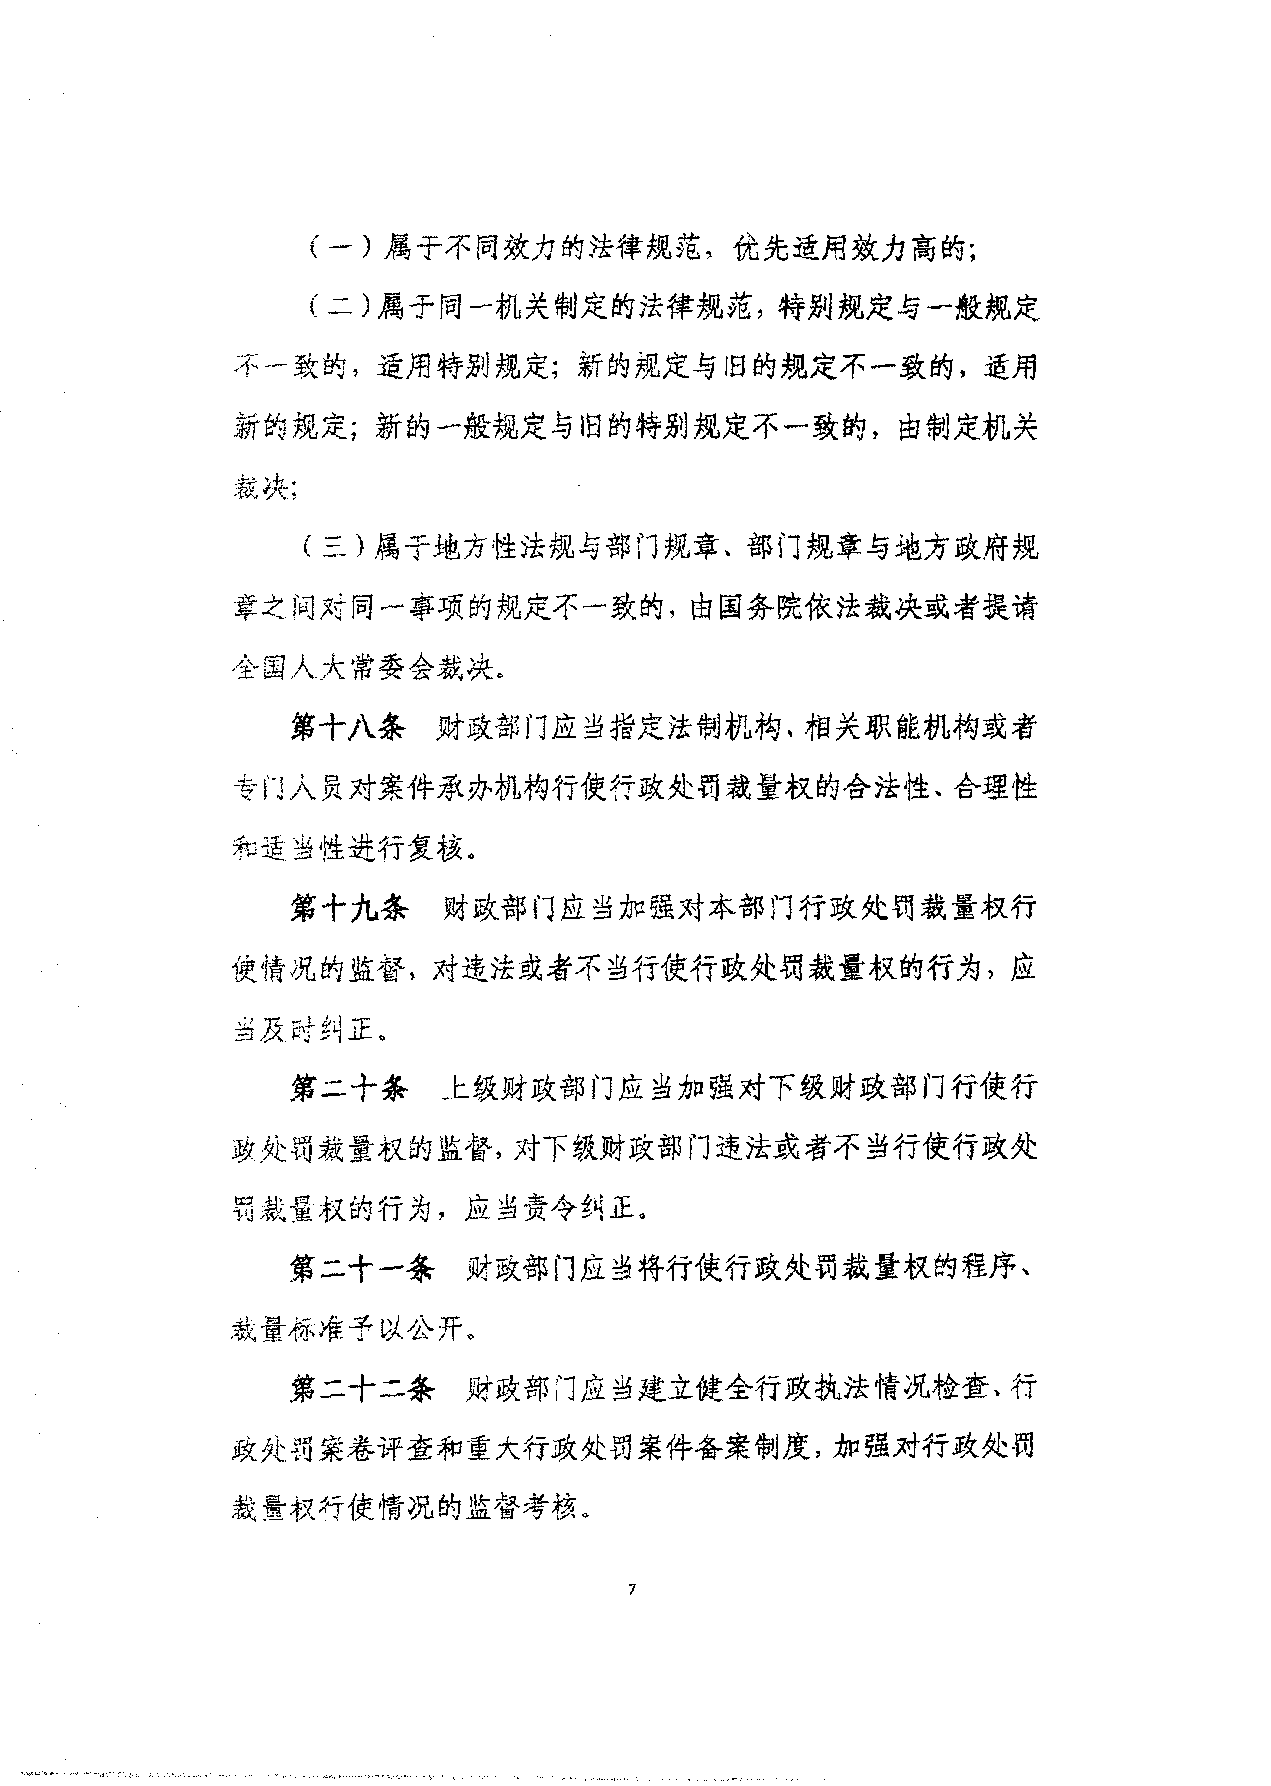 （一）属于不同效力的法律规范，优先适用效力高的；
（二）属于同一机关制定的法律规范，特别规定与一般规定
不一致的，适用特别规定；新的规定与旧的规定不一致的，适用
新的规定；新的一般规定与旧的特别规定不一致的，由制定机关
裁决；
（三）属于地方性法规与部门规章、部门规章与地方政府规
章之间对同一事项的规定不一致的，由国务院依法裁决或者提请
全国人大常委会裁决。
第十八条　财政部门应当指定法制机构、相关职能机构或者
专门人员对案件承办机构行使行政处罚裁量权的合法性、合理性
和适当性进行复核。
第十九条　财政部门应当加强对本部门行政处罚裁量权行
使情况的监督，对违法或者不当行使行政处罚裁量权的行为，应
当及时纠正。
第二十条　上级财政部门应当加强对下级财政部门行使行
政处罚裁量权的监督，对下级财政部门违法或者不当行使行政处
罚裁量权的行为，应当责令纠正。
第二十一条　财政部门应当将行使行政处罚裁量权的程序、
裁量标准予以公开。
第二十二条　财政部门应当建立健全行政执法情况检查、行
政处罚案卷评查和重大行政处罚案件备案制度，加强对行政处罚
裁量权行使情况的监督考核。
7